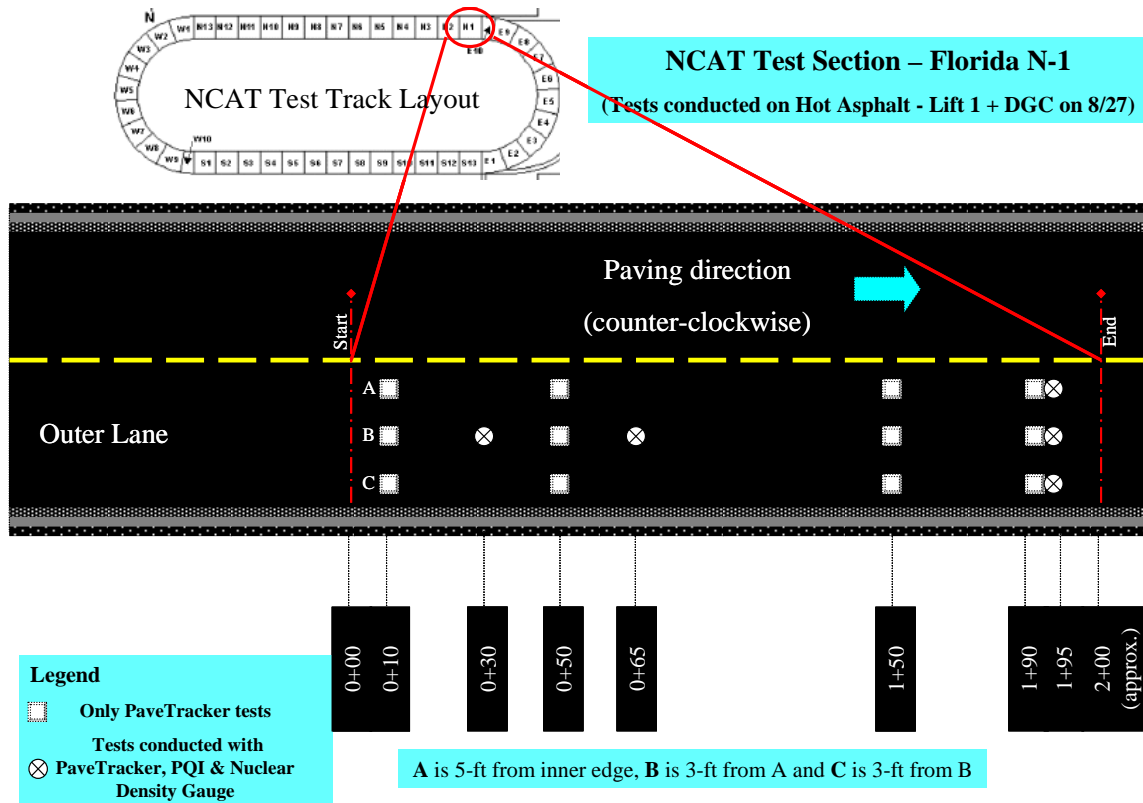 N
W1 N13 N12 N11 N10 N9 N8 N7 N6 N5 N4 N3 N2 N1 E9
W2 E8
W3 E7
E10
W4 E6
W5 E5
W6 E4
W7 E3
W8 E2
W9 W10 S1 S2 S3 S4 S5 S6 S7 S8 S9 S10 S11 S12 S13 E1
NCAT Test Track Layout
NCAT Test Section – Florida N-1
(Tests conducted on Hot Asphalt - Lift 1 + DGC on 8/27)
Paving direction
(counter-clockwise)
Start
End
Outer Lane
A
B
C
0+00
0+10
0+30
0+50
0+65
1+50
1+90
1+95
2+00
(approx.)
Legend
Only PaveTracker tests
Tests conducted with
PaveTracker, PQI & Nuclear
Density Gauge
A is 5-ft from inner edge, B is 3-ft from A and C is 3-ft from B